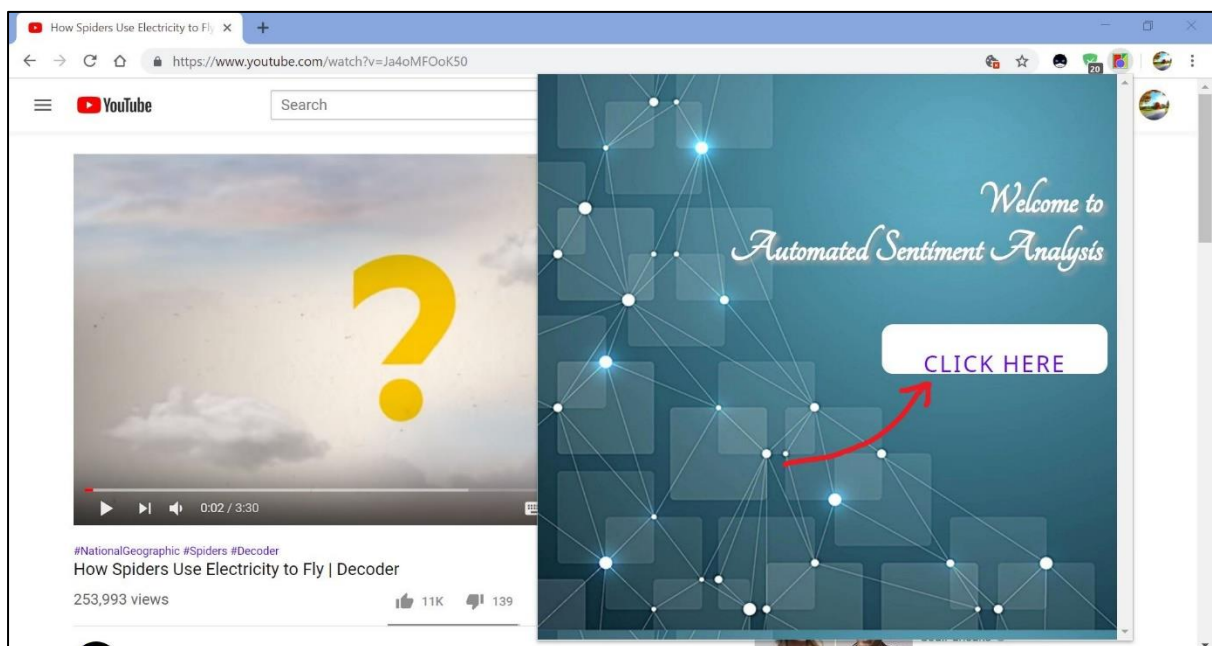 How Spiders Use Electricity to Fl
https://www.youtube.com/watch?v=Ja4oMFOoK50
20
YouTube
Search
Welcome to
Automated Sentiment Analysis
CLICK HERE
0:02 / 3:30
#NationalGeographic #Spiders #Decoder
How Spiders Use Electricity to Fly | Decoder
253,993 views
11K
139